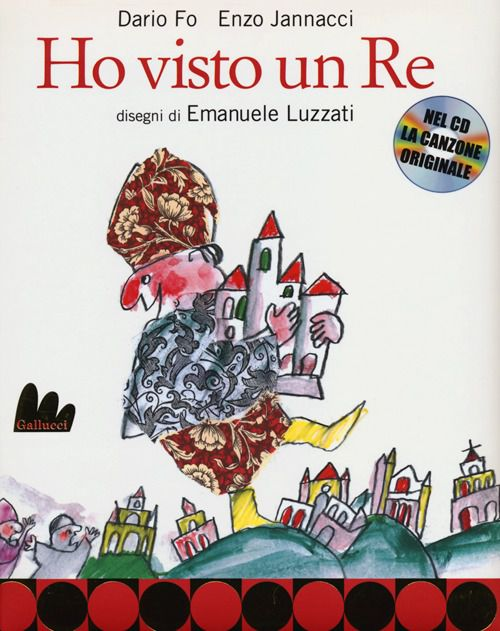 Dario Fo Enzo Jannacci
Ho visto un Re
disegni di Emanuele Luzzati
NEL CD
LA CANZONE
ORIGINALE
Gallucci